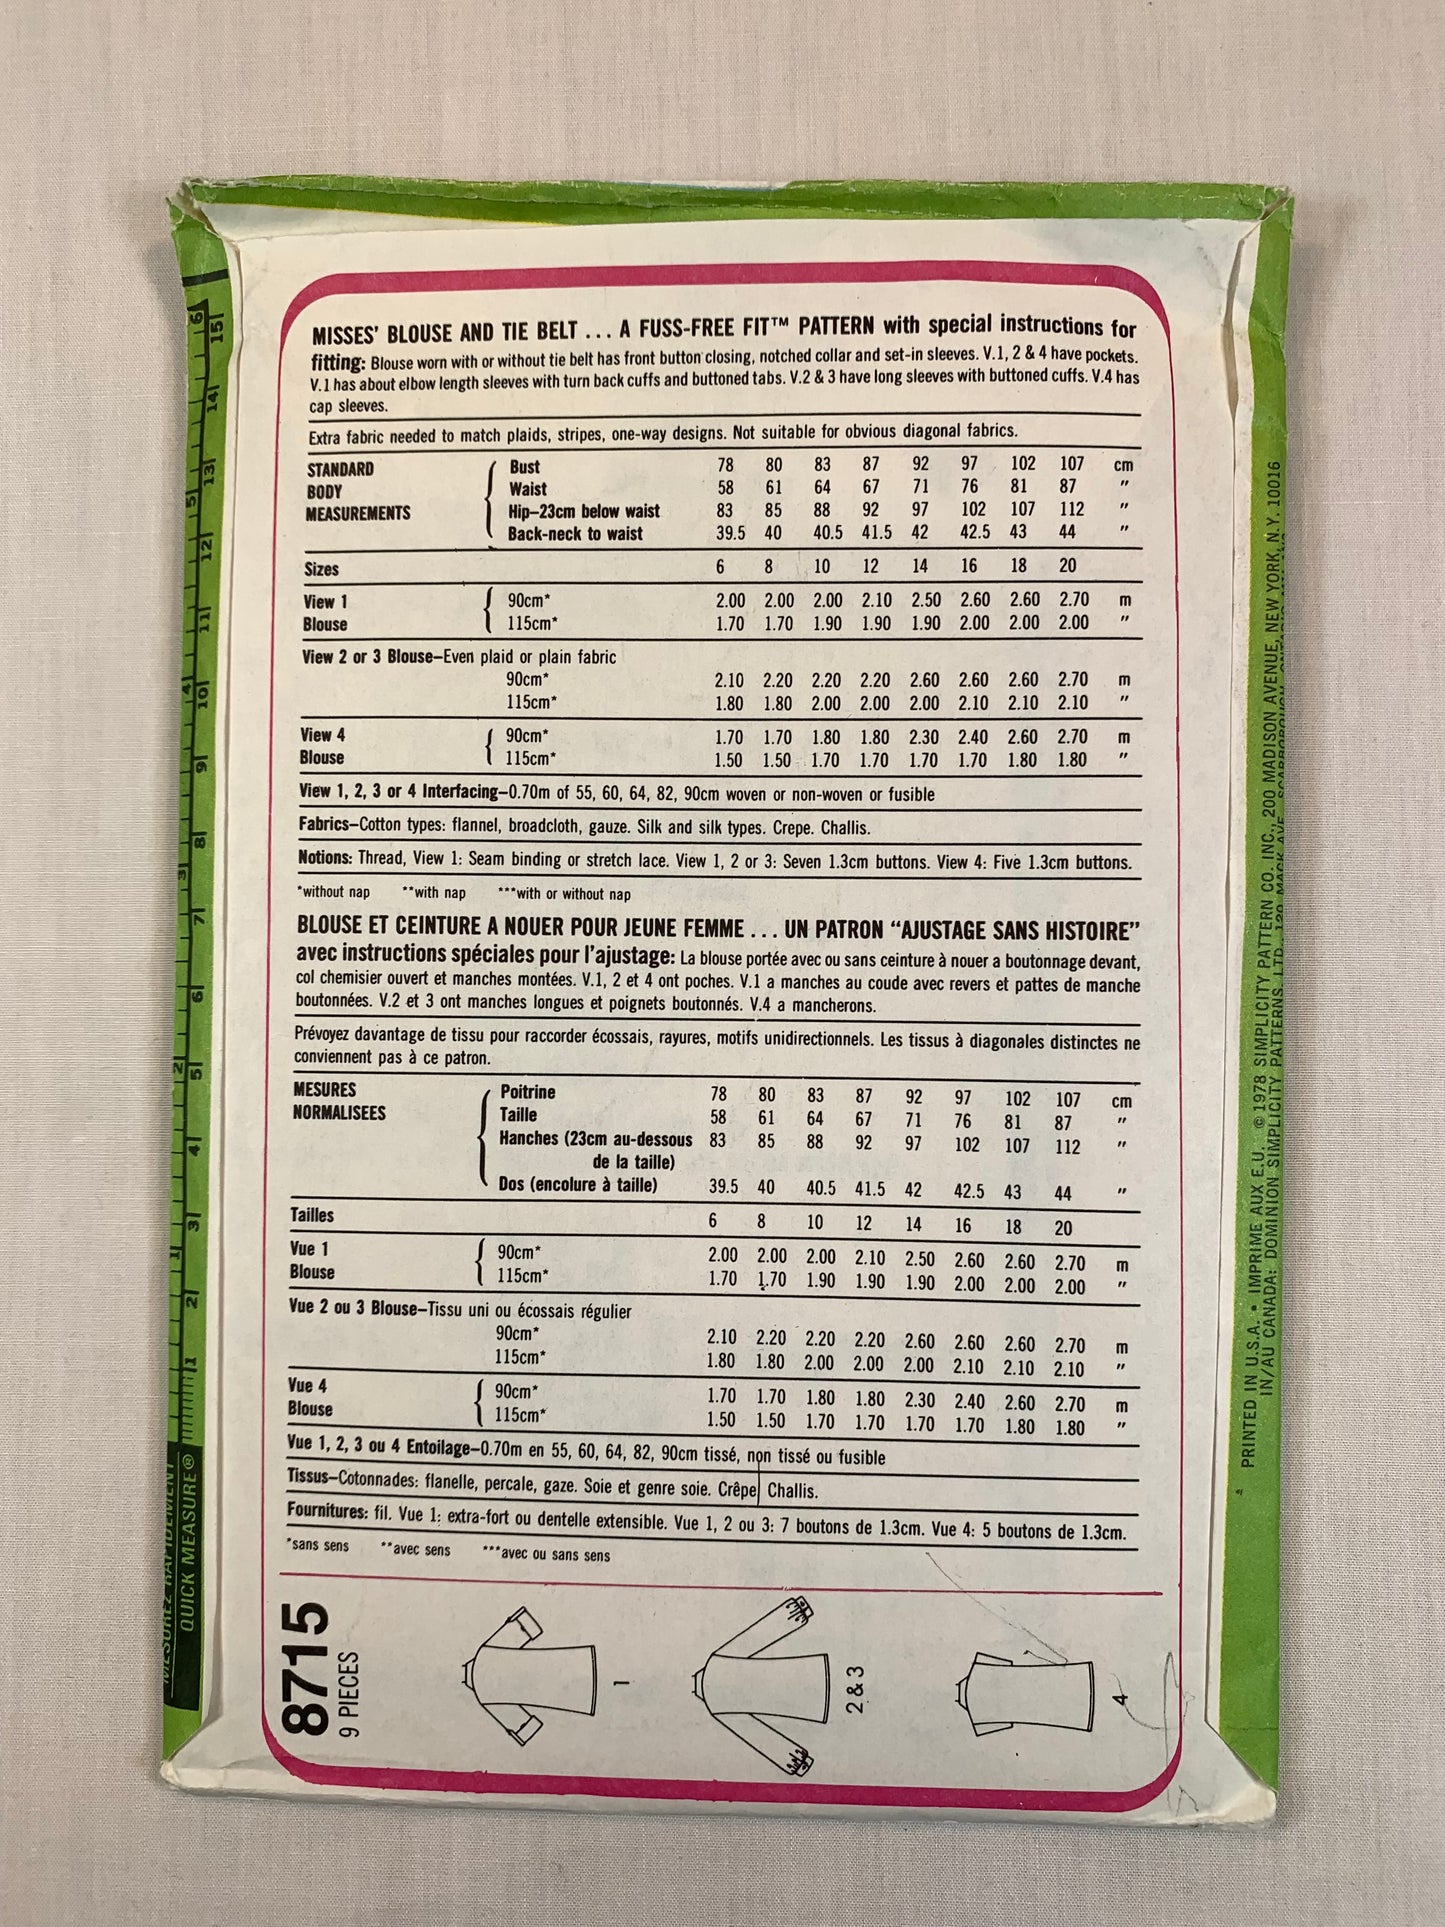 MISSES' BLOUSE AND TIE BELT . . . A FUSS-FREE FIT™ PATTERN with special instructions for
fitting: Blouse worn with or without tie belt has front button closing, notched collar and set-in sleeves. V.1, 2 & 4 have pockets.
V.1 has about elbow length sleeves with turn back cuffs and buttoned tabs. V.2 & 3 have long sleeves with buttoned cuffs. V.4 has
cap sleeves.
Extra fabric needed to match plaids, stripes, one-way designs. Not suitable for obvious diagonal fabrics.
STANDARD Bust 78 80 83 87 92 97 102 107 cm
BODY Waist 58 61 64 67 71 76 81 87 "
MEASUREMENTS Hip–23cm below waist 83 85 88 92 97 102 107 112 "
Back-neck to waist 39.5 40 40.5 41.5 42 42.5 43 44 "
Sizes 6 8 10 12 14 16 18 20
View 1 90cm* 2.00 2.00 2.00 2.10 2.50 2.60 2.60 2.70 m
Blouse 115cm* 1.70 1.70 1.90 1.90 1.90 2.00 2.00 2.00 "
View 2 or 3 Blouse–Even plaid or plain fabric
90cm* 2.10 2.20 2.20 2.20 2.60 2.60 2.60 2.70 m
115cm* 1.80 1.80 2.00 2.00 2.00 2.10 2.10 2.10 "
View 4 90cm* 1.70 1.70 1.80 1.80 2.30 2.40 2.60 2.70 m
Blouse 115cm* 1.50 1.50 1.70 1.70 1.70 1.70 1.80 1.80 "
View 1, 2, 3 or 4 Interfacing–0.70m of 55, 60, 64, 82, 90cm woven or non-woven or fusible
Fabrics–Cotton types: flannel, broadcloth, gauze. Silk and silk types. Crepe. Challis.
Notions: Thread, View 1: Seam binding or stretch lace. View 1, 2 or 3: Seven 1.3cm buttons. View 4: Five 1.3cm buttons.
*without nap **with nap ***with or without nap
BLOUSE ET CEINTURE A NOUER POUR JEUNE FEMME . . . UN PATRON “AJUSTAGE SANS HISTOIRE”
avec instructions spéciales pour l'ajustage: La blouse portée avec ou sans ceinture à nouer a boutonnage devant,
col chemisier ouvert et manches montées. V.1, 2 et 4 ont poches. V.1 a manches au coude avec revers et pattes de manche
boutonnées. V.2 et 3 ont manches longues et poignets boutonnés. V.4 a mancherons.
Prévoyez davantage de tissu pour raccorder écossais, rayures, motifs unidirectionnels. Les tissus à diagonales distinctes ne
conviennent pas à ce patron.
MESURES Poitrine 78 80 83 87 92 97 102 107 cm
NORMALISEES Taille 58 61 64 67 71 76 81 87 "
Hanches (23cm au-dessous 83 85 88 92 97 102 107 112 "
de la taille)
Dos (encolure à taille) 39.5 40 40.5 41.5 42 42.5 43 44 "
Tailles 6 8 10 12 14 16 18 20
Vue 1 90cm* 2.00 2.00 2.00 2.10 2.50 2.60 2.60 2.70 m
Blouse 115cm* 1.70 1.70 1.90 1.90 1.90 2.00 2.00 2.00 "
Vue 2 ou 3 Blouse–Tissu uni ou écossais régulier
90cm* 2.10 2.20 2.20 2.20 2.60 2.60 2.60 2.70 m
115cm* 1.80 1.80 2.00 2.00 2.00 2.10 2.10 2.10 "
Vue 4 90cm* 1.70 1.70 1.80 1.80 2.30 2.40 2.60 2.70 m
Blouse 115cm* 1.50 1.50 1.70 1.70 1.70 1.70 1.80 1.80 "
Vue 1, 2, 3 ou 4 Entoilage–0.70m en 55, 60, 64, 82, 90cm tissé, non tissé ou fusible
Tissus–Cotonnades: flanelle, percale, gaze. Soie et genre soie. Crêpe Challis.
Fournitures: fil. Vue 1: extra-fort ou dentelle extensible. Vue 1, 2 ou 3: 7 boutons de 1.3cm. Vue 4: 5 boutons de 1.3cm.
*sans sens **avec sens ***avec ou sans sens
8715
9 PIECES
1
2 & 3
4
MESUREZ RAPIDEMENT
QUICK MEASURE®
1 2 3 4 5 6 7 8 9 10 11 12 13 14 15
1 2 3 4 5 6
PRINTED IN U.S.A. • IMPRIME AUX E.U. © 1978 SIMPLICITY PATTERN CO. INC., 200 MADISON AVENUE, NEW YORK, N.Y. 10016
IN/AU CANADA: DOMINION SIMPLICITY PATTERNS LTD., 120 MACK AVE. SCARBOROUGH,